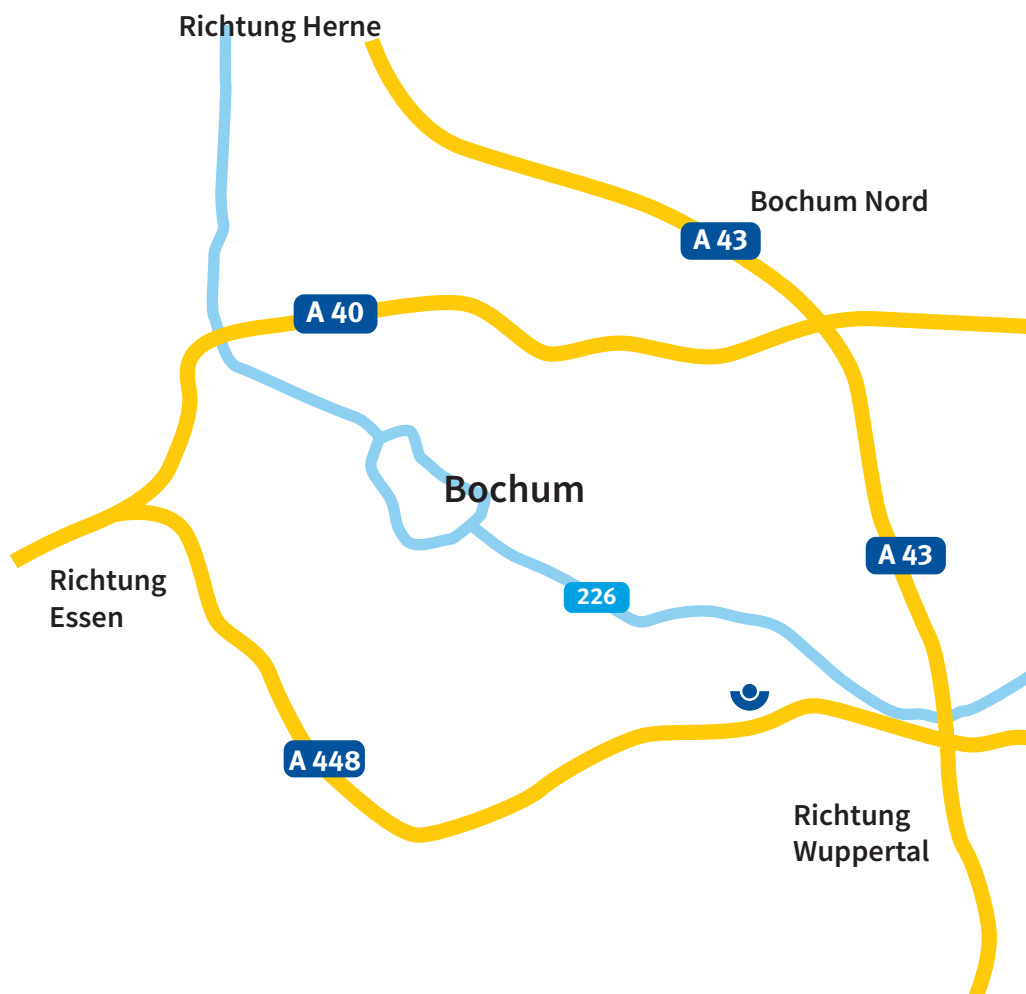 Richtung Herne
Bochum Nord
A 43
A 40
Bochum
A 43
Richtung
Essen
226
A 448
Richtung
Wuppertal